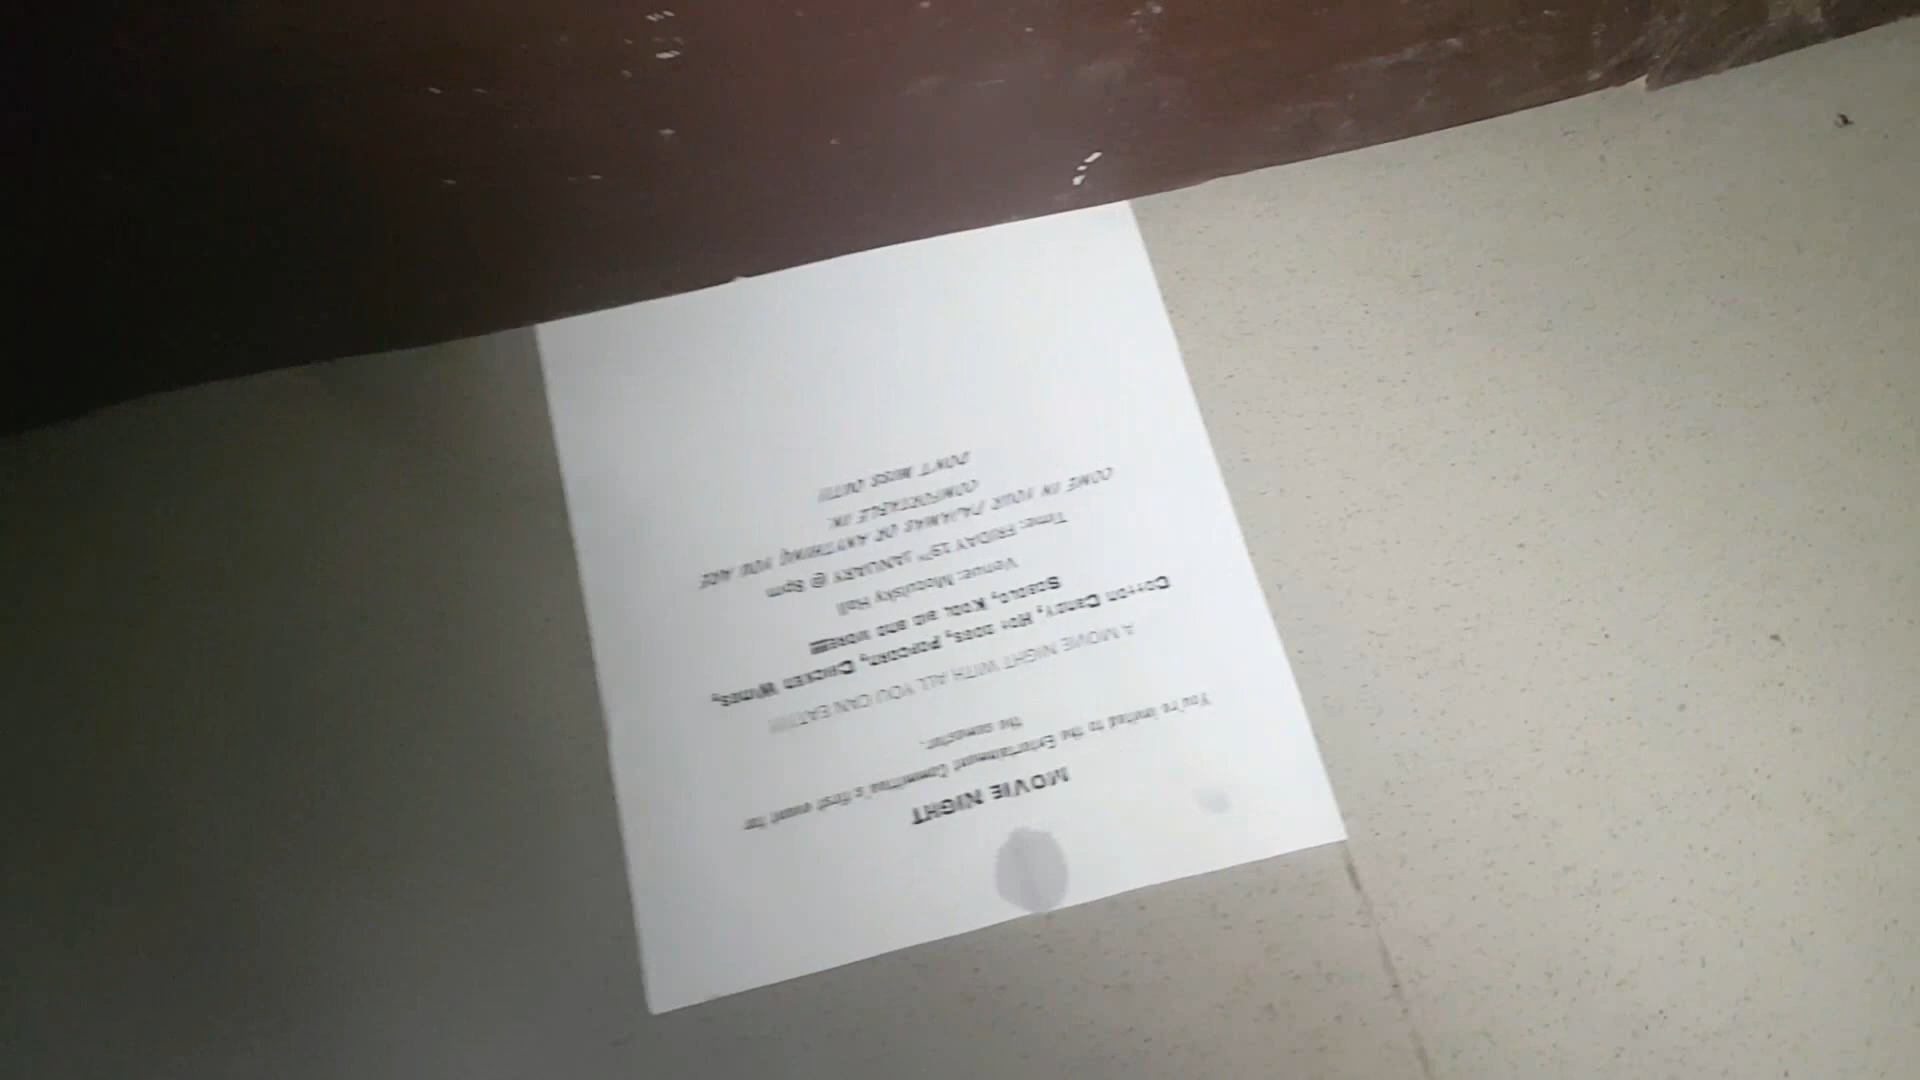 MOVIE NIGHT
You're invited to the Entertainment Committee's first event for
the semester.
A MOVIE NIGHT WITH ALL YOU CAN EAT!!!!
Cotton Candy, Hot dogs, Popcorn, Chicken Wings,
Sobolo, Kool aid and more!!!!
Venue: Motulsky Hall
Time: FRIDAY 19TH JANUARY @ 8pm
COME IN YOUR PAJAMAS OR ANYTHING YOU ARE
COMFORTABLE IN.
DON'T MISS OUT!!!